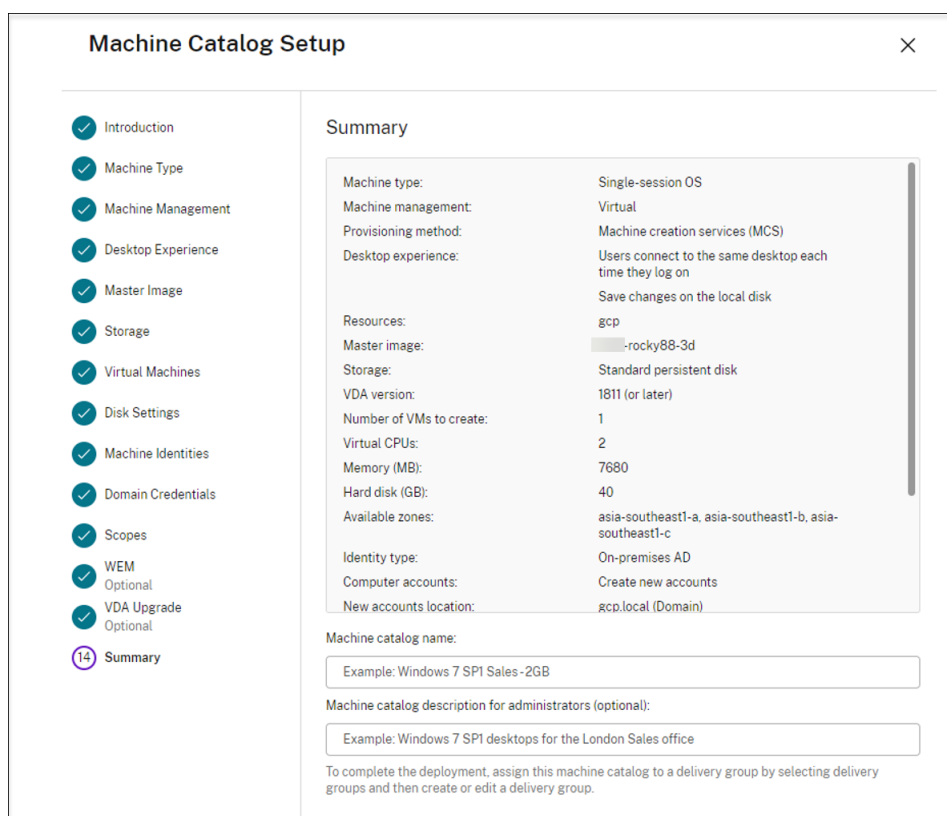 Machine Catalog Setup
Introduction
Machine Type
Machine Management
Desktop Experience
Master Image
Storage
Virtual Machines
Disk Settings
Machine Identities
Domain Credentials
Scopes
WEM
Optional
VDA Upgrade
Optional
14 Summary
Summary
Machine type: Single-session OS
Machine management: Virtual
Provisioning method: Machine creation services (MCS)
Desktop experience: Users connect to the same desktop each
time they log on
Save changes on the local disk
Resources: gcp
Master image: -rocky88-3d
Storage: Standard persistent disk
VDA version: 1811 (or later)
Number of VMs to create: 1
Virtual CPUs: 2
Memory (MB): 7680
Hard disk (GB): 40
Available zones: asia-southeast1-a, asia-southeast1-b, asia-
southeast1-c
Identity type: On-premises AD
Computer accounts: Create new accounts
New accounts location: gcp.local (Domain)
Machine catalog name:
Example: Windows 7 SP1 Sales-2GB
Machine catalog description for administrators (optional):
Example: Windows 7 SP1 desktops for the London Sales office
To complete the deployment, assign this machine catalog to a delivery group by selecting delivery
groups and then create or edit a delivery group.